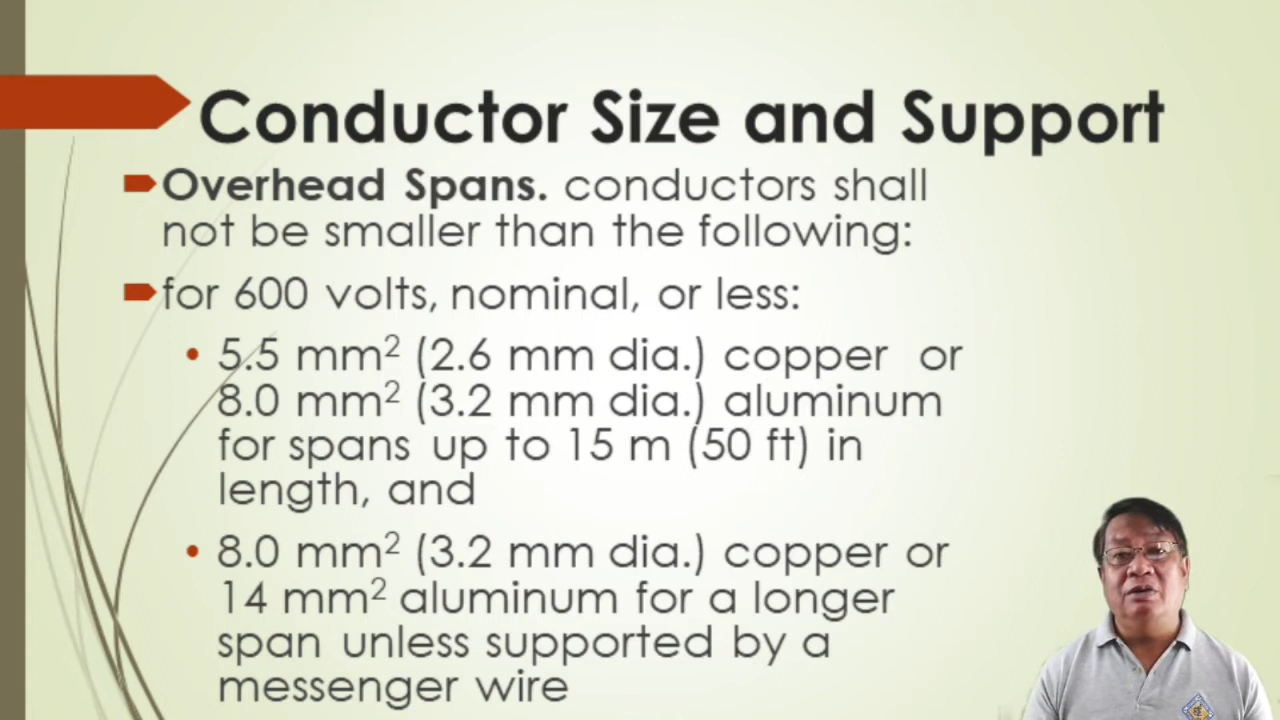 Conductor Size and Support
Overhead Spans. conductors shall
not be smaller than the following:
for 600 volts, nominal, or less:
• 5.5 mm² (2.6 mm dia.) copper or
8.0 mm² (3.2 mm dia.) aluminum
for spans up to 15 m (50 ft) in
length, and
• 8.0 mm² (3.2 mm dia.) copper or
14 mm² aluminum for a longer
span unless supported by a
messenger wire